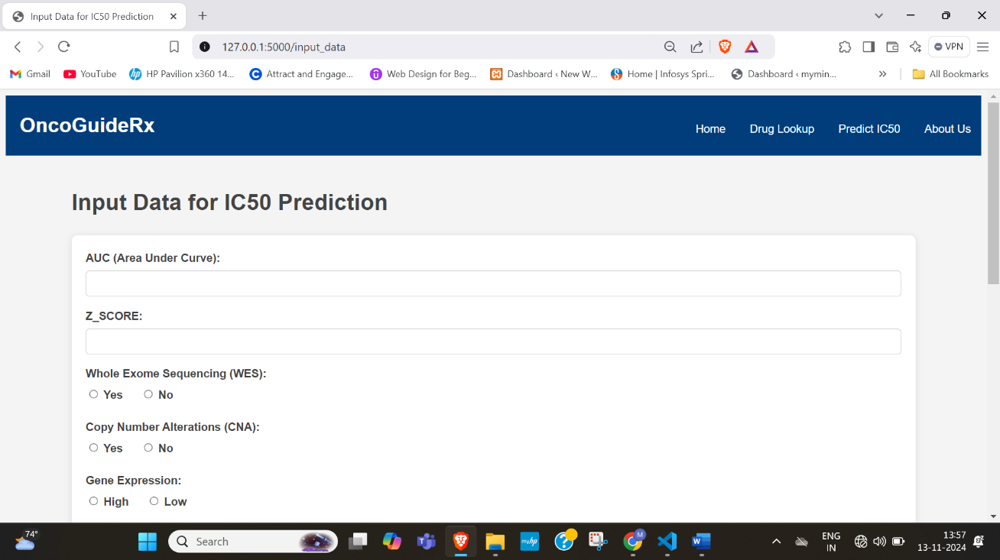 Input Data for IC50 Prediction
127.0.0.1:5000/input_data
VPN
Gmail YouTube HP Pavilion x360 14... Attract and Engage... Web Design for Beg... Dashboard ‹ New W... Home | Infosys Spri... Dashboard ‹ mymin... » All Bookmarks
OncoGuideRx
Home Drug Lookup Predict IC50 About Us
Input Data for IC50 Prediction
AUC (Area Under Curve):
Z_SCORE:
Whole Exome Sequencing (WES):
Yes No
Copy Number Alterations (CNA):
Yes No
Gene Expression:
High Low
74°
Search
myhp
ENG
IN
13:57
13-11-2024